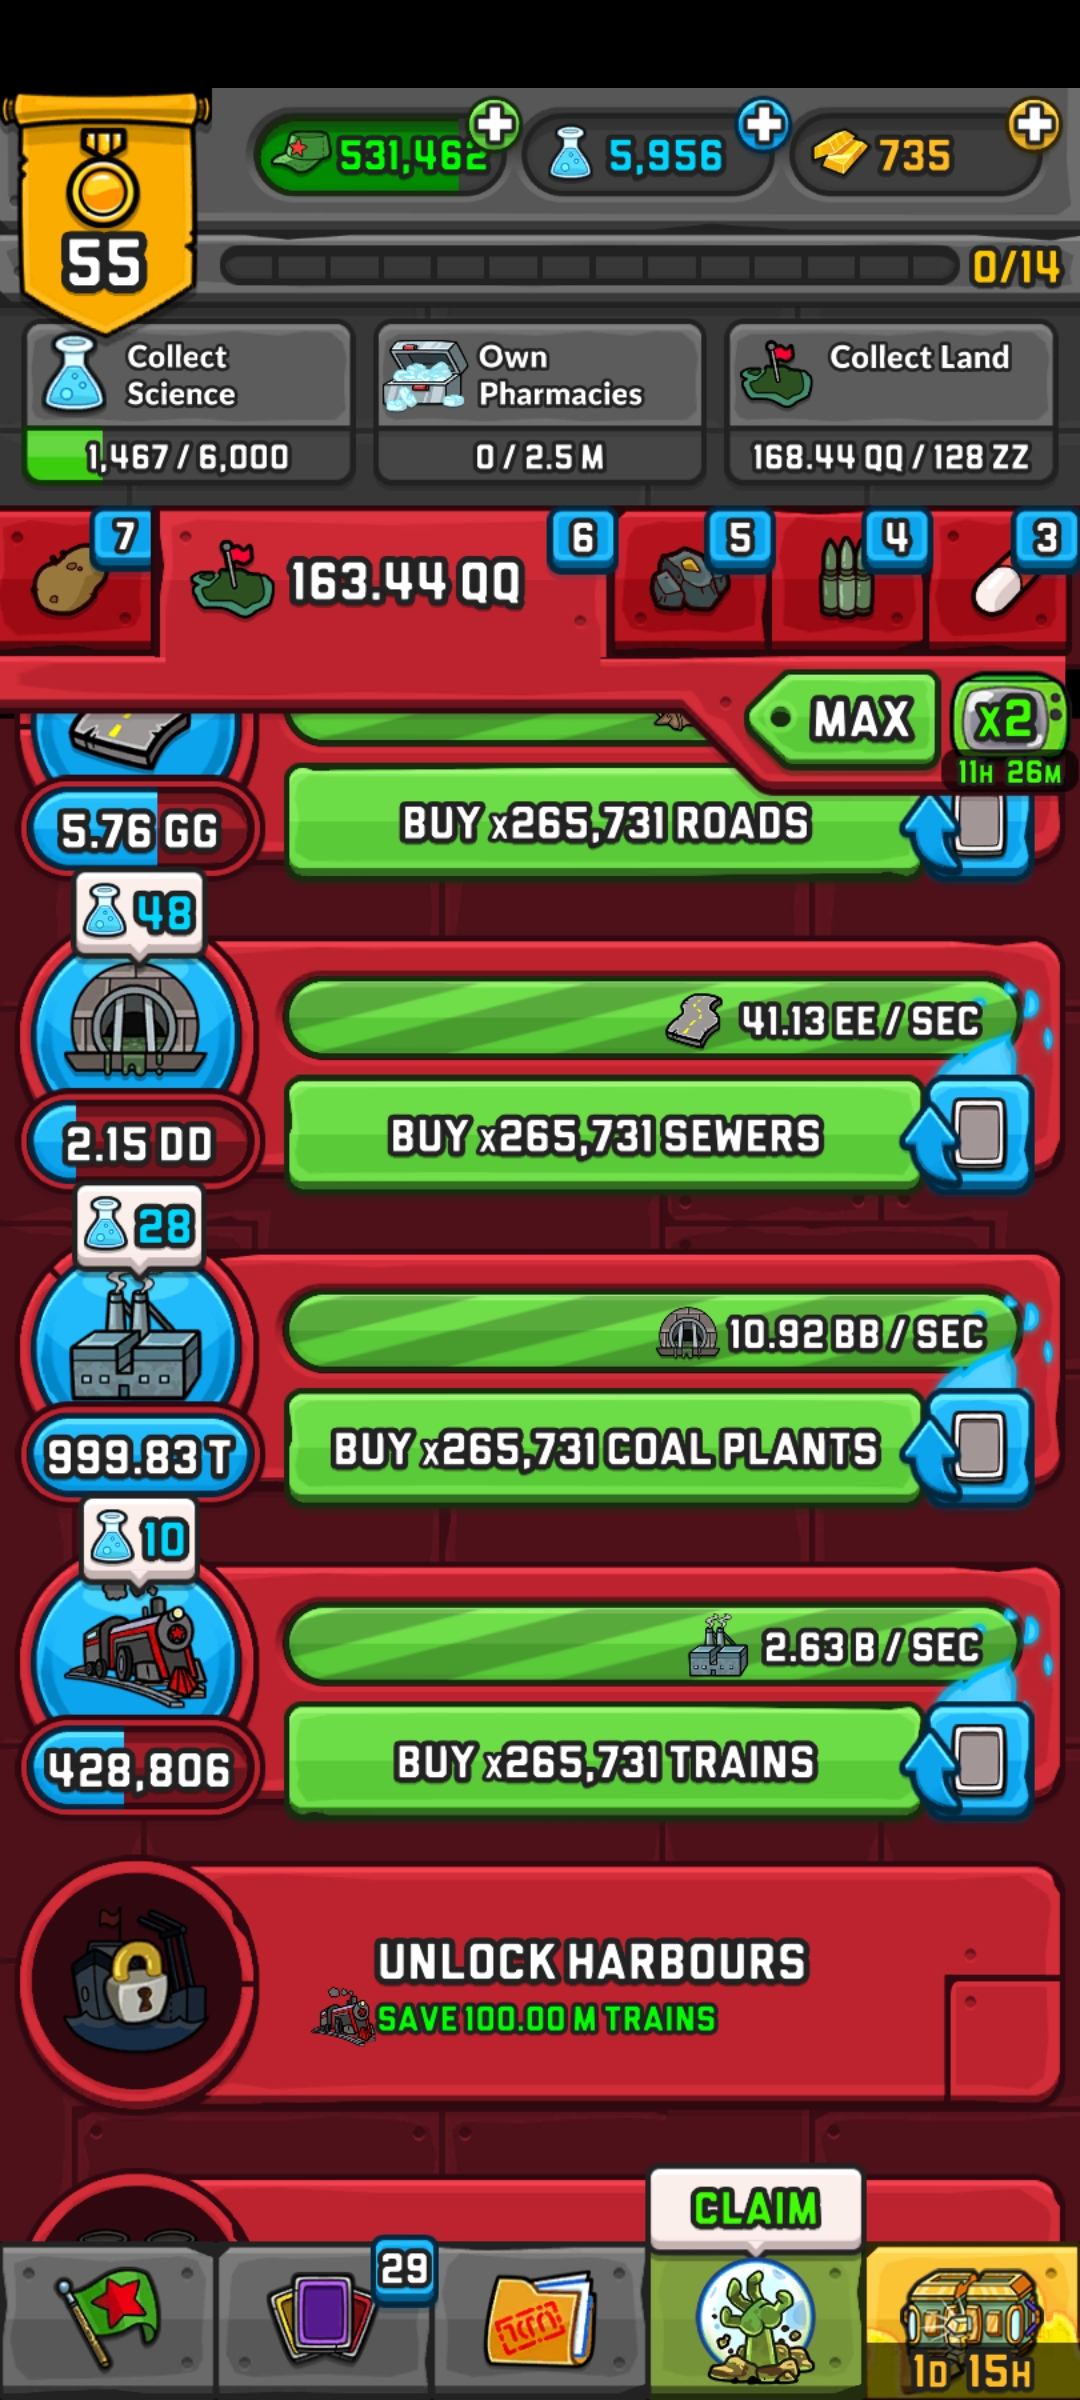 531,462
5,956
735
55
0/14
Collect
Science
1,467 / 6,000
Own
Pharmacies
0 / 2.5 M
Collect Land
168.44 QQ / 128 ZZ
7
163.44 QQ
6
5
4
3
MAX
x2
11H 26M
5.76 GG
BUY x265,731 ROADS
48
41.13 EE / SEC
2.15 DD
BUY x265,731 SEWERS
28
10.92 BB / SEC
999.83 T
BUY x265,731 COAL PLANTS
10
2.63 B / SEC
428,806
BUY x265,731 TRAINS
UNLOCK HARBOURS
SAVE 100.00 M TRAINS
CLAIM
29
1D 15H